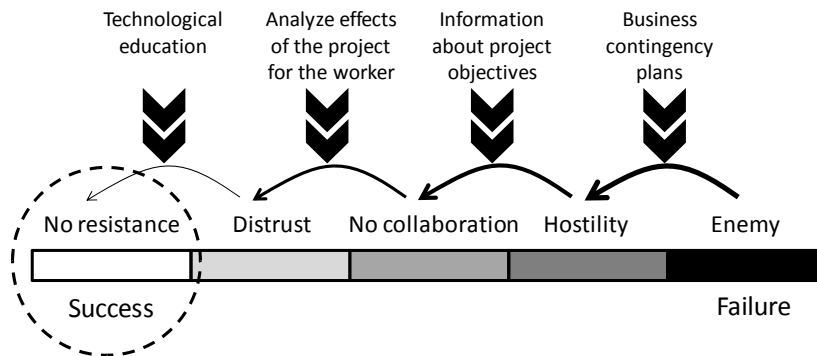 Technological
education
Analyze effects
of the project
for the worker
Information
about project
objectives
Business
contingency
plans
No resistance
Distrust
No collaboration
Hostility
Enemy
Success
Failure